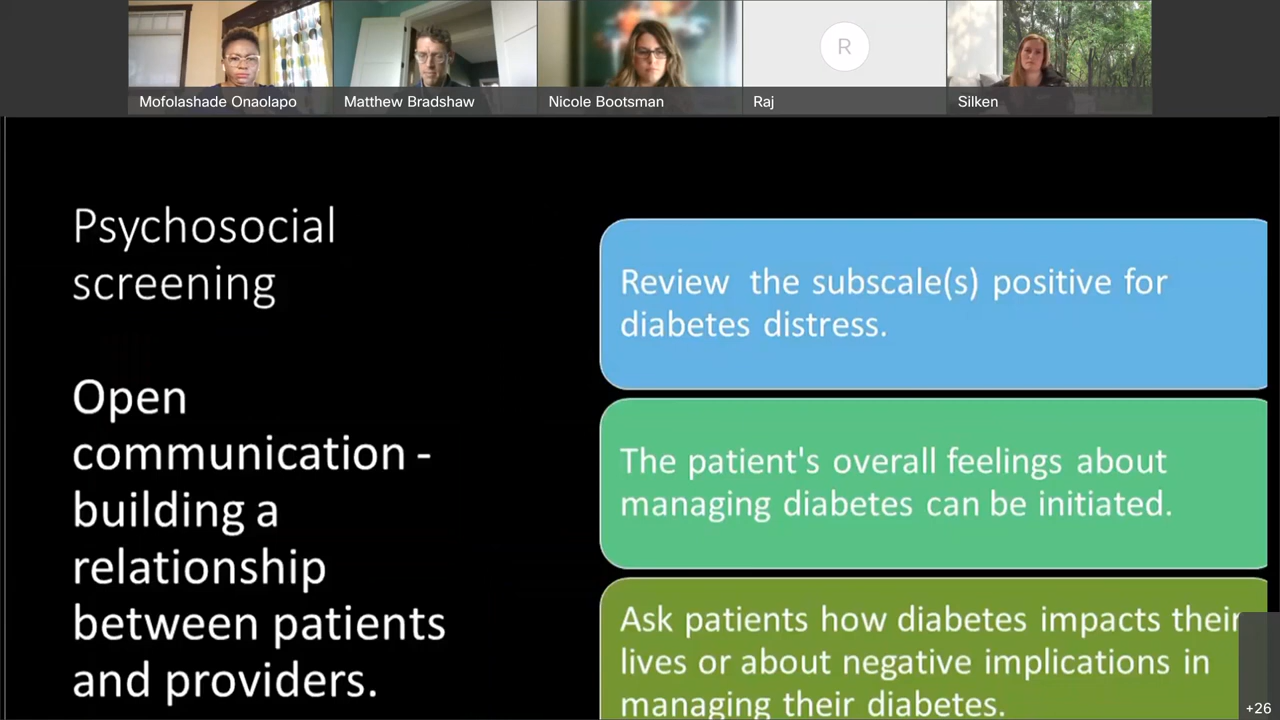 Mofolashade Onaolapo
Matthew Bradshaw
Nicole Bootsman
R
Raj
Silken
Psychosocial
screening
Open
communication -
building a
relationship
between patients
and providers.
Review the subscale(s) positive for
diabetes distress.
The patient's overall feelings about
managing diabetes can be initiated.
Ask patients how diabetes impacts their
lives or about negative implications in
managing their diabetes.
+26